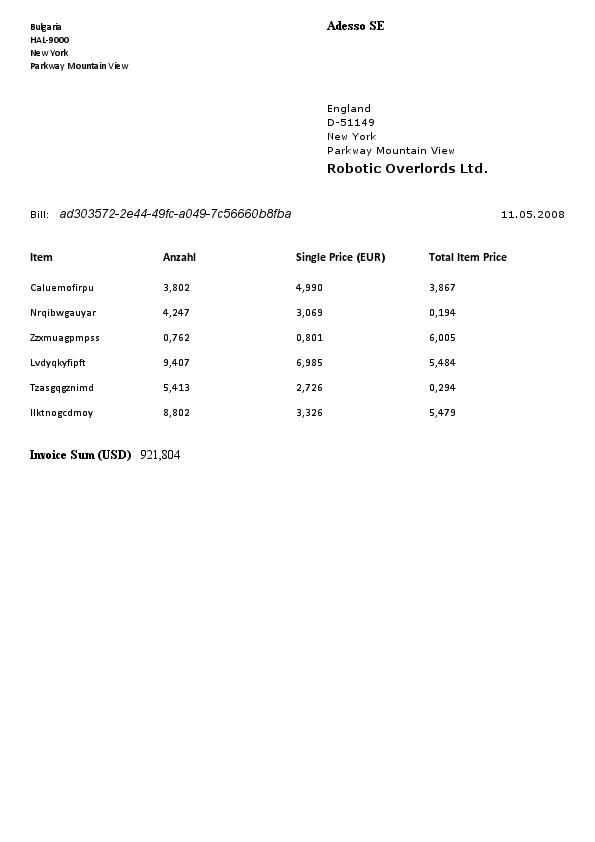 Bulgaria
HAL-9000
New York
Parkway Mountain View
Adesso SE
England
D-51149
New York
Parkway Mountain View
Robotic Overlords Ltd.
Bill: ad303572-2e44-49fc-a049-7c56660b8fba 11.05.2008
Item Anzahl Single Price (EUR) Total Item Price
Caluemofirpu 3,802 4,990 3,867
Nrqibwgauyar 4,247 3,069 0,194
Zzxmuagpmpss 0,762 0,801 6,005
Lvdyqkyfipft 9,407 6,985 5,484
Tzasgqgznimd 5,413 2,726 0,294
Ilktnogcdmoy 8,802 3,326 5,479
Invoice Sum (USD) 921,804